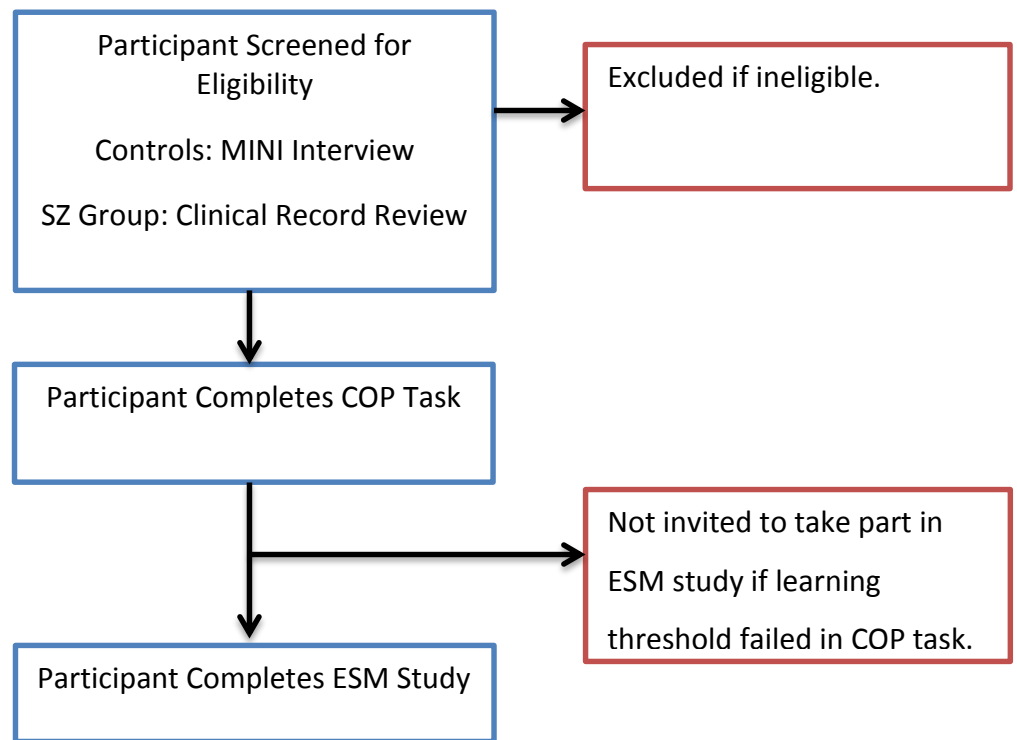 Participant Screened for
Eligibility
Controls: MINI Interview
SZ Group: Clinical Record Review
Excluded if ineligible.
Participant Completes COP Task
Not invited to take part in
ESM study if learning
threshold failed in COP task.
Participant Completes ESM Study